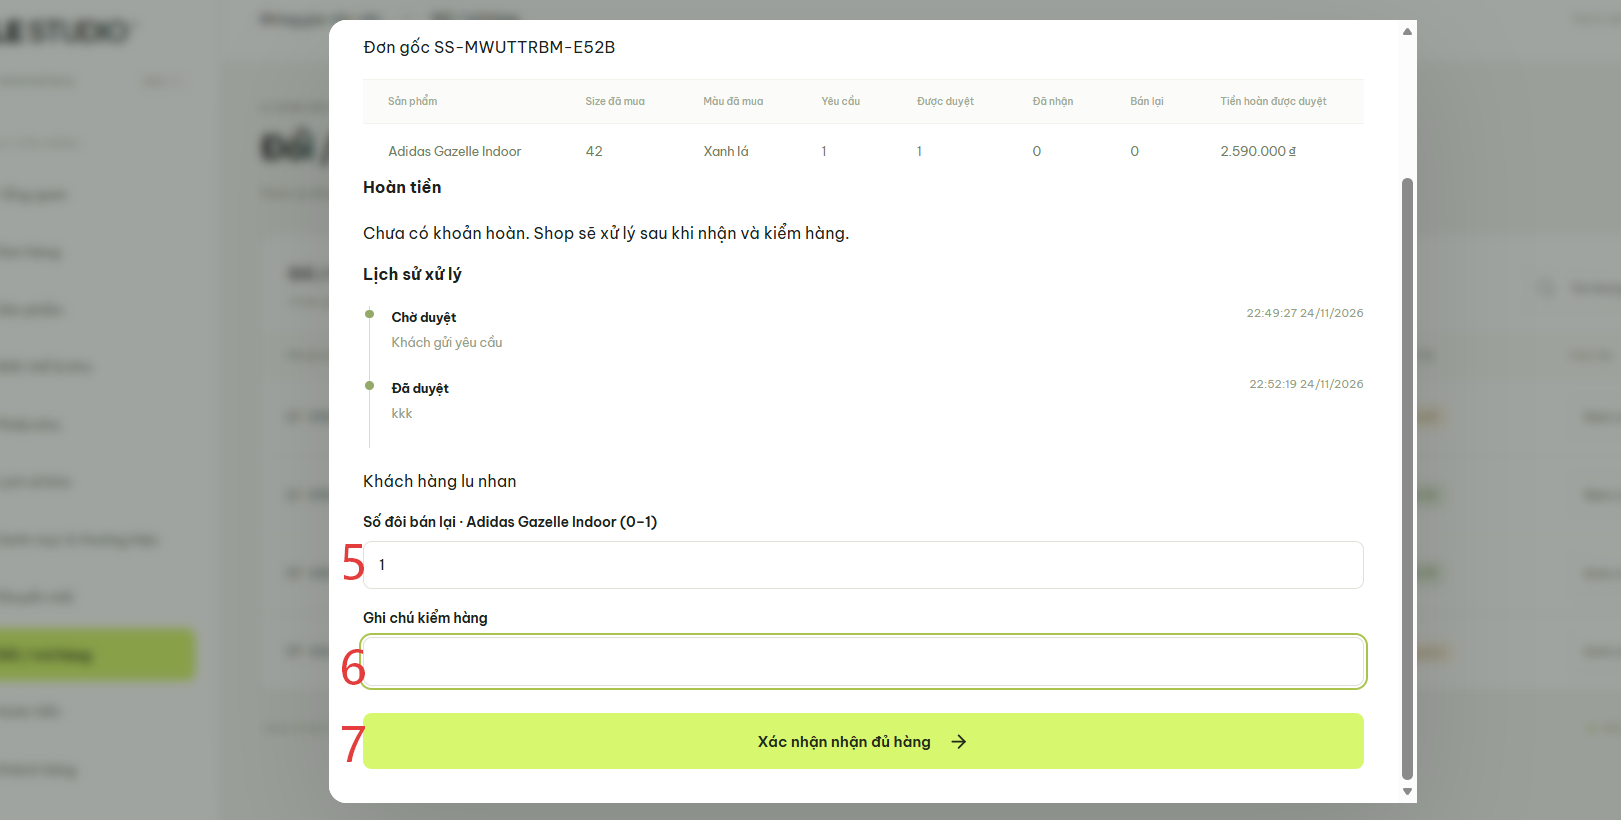 STUDIO
Đổi /
Đơn gốc SS-MWUTTRBM-E52B
Sản phẩm Size đã mua Màu đã mua Yêu cầu Được duyệt Đã nhận Bán lại Tiền hoàn được duyệt
Adidas Gazelle Indoor 42 Xanh lá 1 1 0 0 2.590.000 ₫
Hoàn tiền
Chưa có khoản hoàn. Shop sẽ xử lý sau khi nhận và kiểm hàng.
Lịch sử xử lý
Chờ duyệt 22:49:27 24/11/2026
Khách gửi yêu cầu
Đã duyệt 22:52:19 24/11/2026
kkk
Khách hàng lu nhan
Số đôi bán lại · Adidas Gazelle Indoor (0–1)
5 1
Ghi chú kiểm hàng
6
7 Xác nhận nhận đủ hàng →